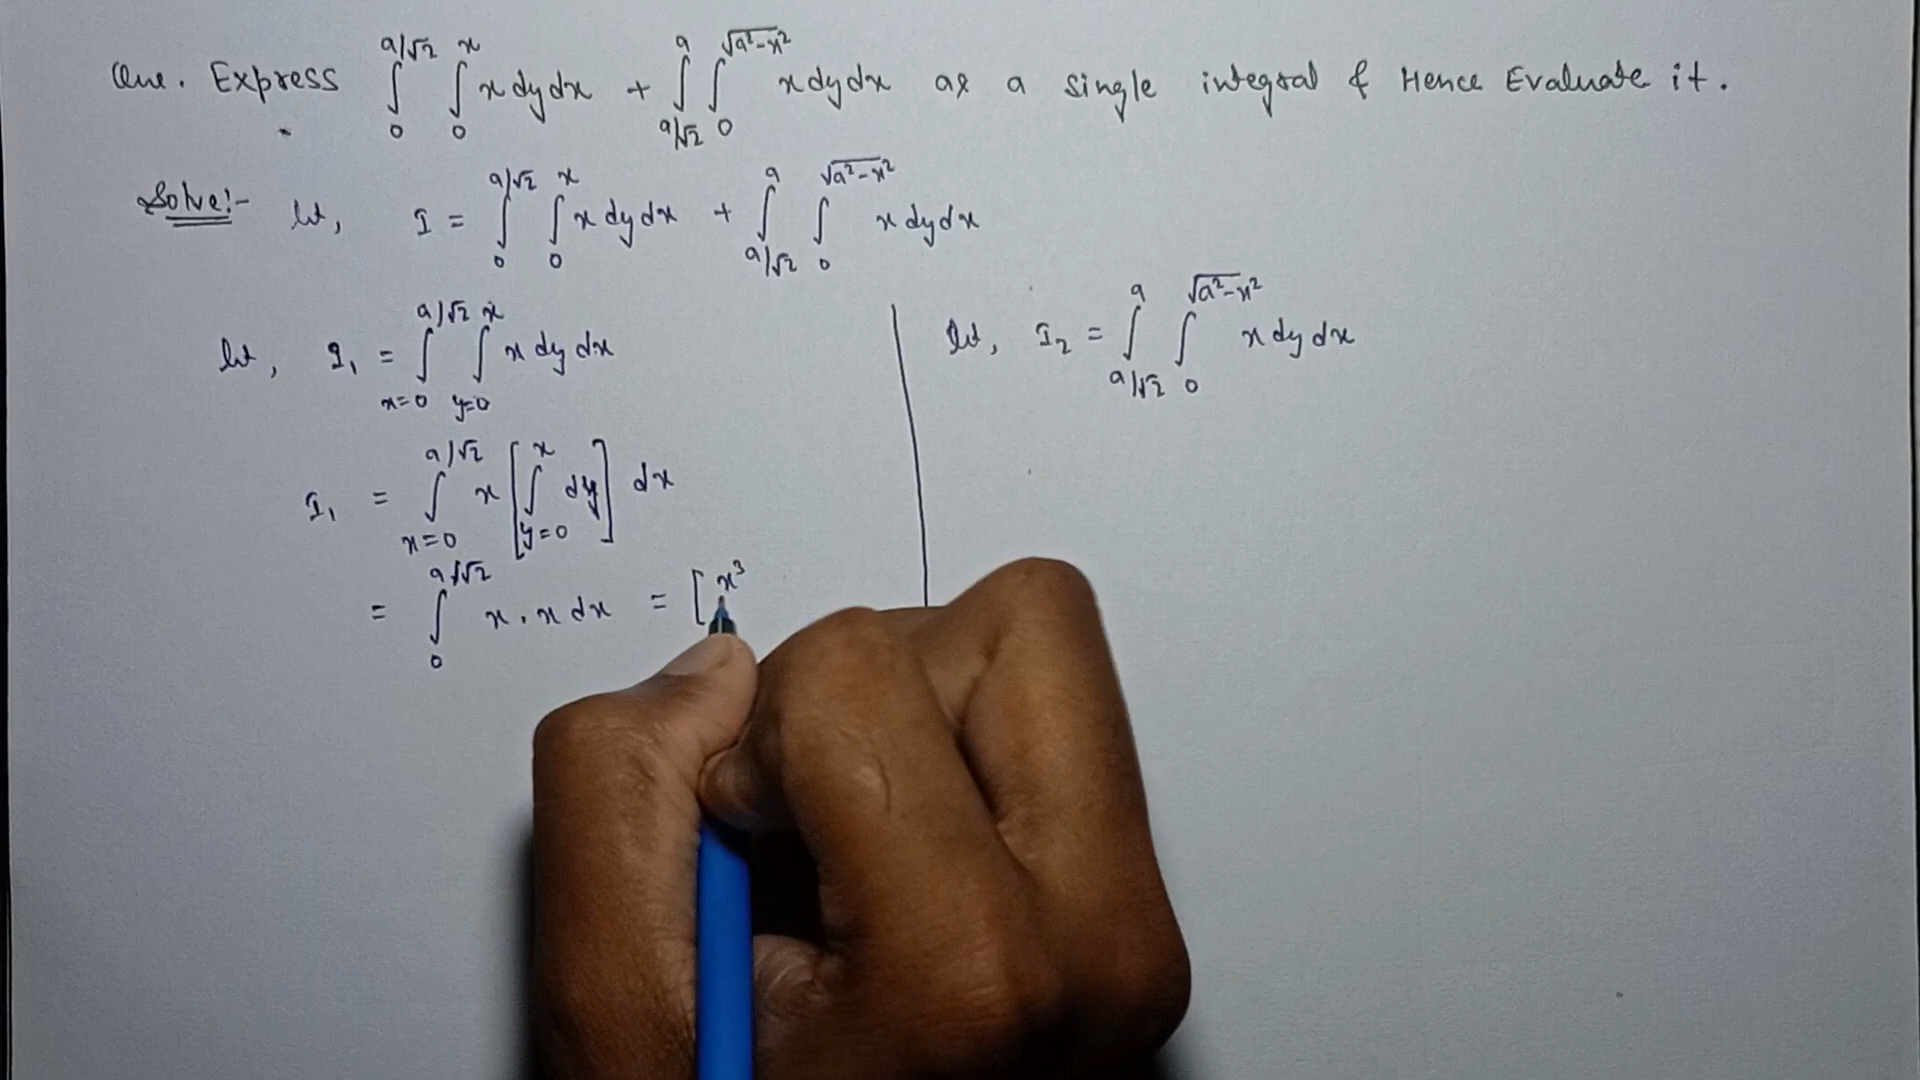 Que. Express ∫₀^{a/√2} ∫₀^{x} x dy dx + ∫_{a/√2}^{a} ∫₀^{√(a²-x²)} x dy dx as a single integral & Hence Evaluate it.
Solve:- let, I = ∫₀^{a/√2} ∫₀^{x} x dy dx + ∫_{a/√2}^{a} ∫₀^{√(a²-x²)} x dy dx
let, I₁ = ∫_{x=0}^{a/√2} ∫_{y=0}^{x} x dy dx
I₁ = ∫_{x=0}^{a/√2} x [∫_{y=0}^{x} dy] dx
= ∫₀^{a/√2} x . x dx = [x³
let, I₂ = ∫_{a/√2}^{a} ∫₀^{√(a²-x²)} x dy dx